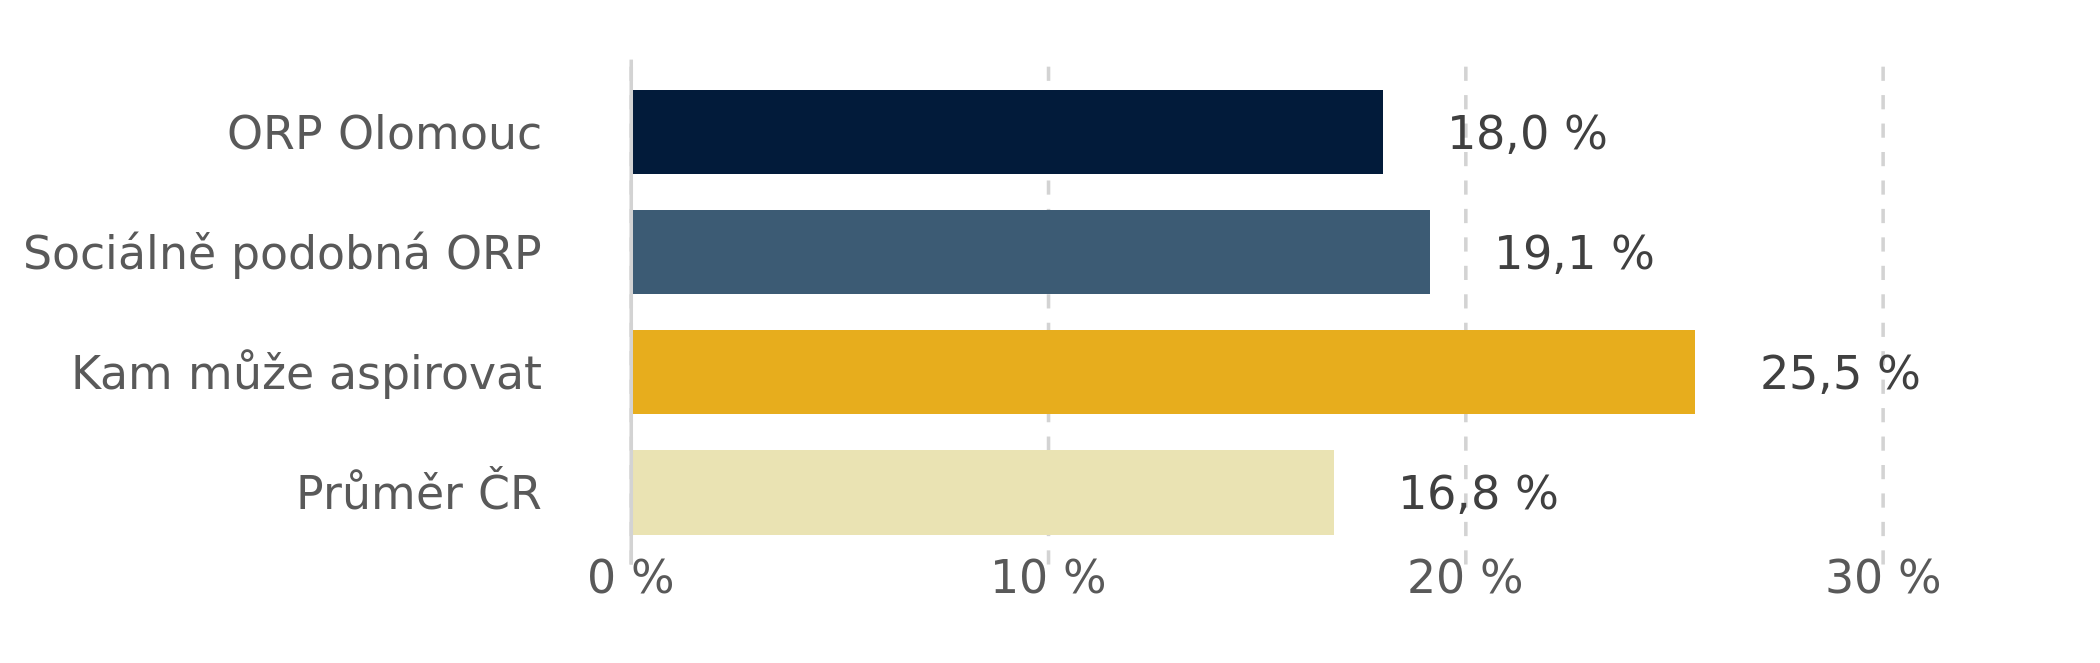 ORP Olomouc 18,0 %
Sociálně podobná ORP 19,1 %
Kam může aspirovat 25,5 %
Průměr ČR 16,8 %
0 % 10 % 20 % 30 %